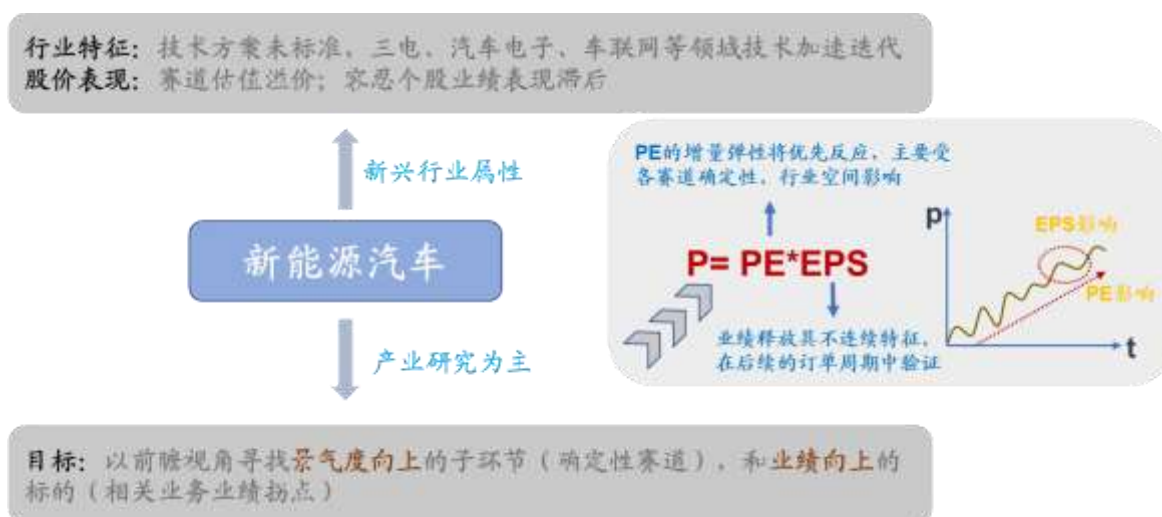 行业特征：技术方案未标准、三电、汽车电子、车联网等领域技术加速迭代
股价表现：赛道估值溢价；容忍个股业绩表现滞后
新兴行业属性
PE的增量弹性将优先反应、主要受
各赛道确定性、行业空间影响
新能源汽车
P= PE*EPS
p
EPS影响
PE影响
t
业绩释放具不连续特征，
在后续的订单周期中验证
产业研究为主
目标：以前瞻视角寻找景气度向上的子环节（确定性赛道），和业绩向上的
标的（相关业务业绩拐点）